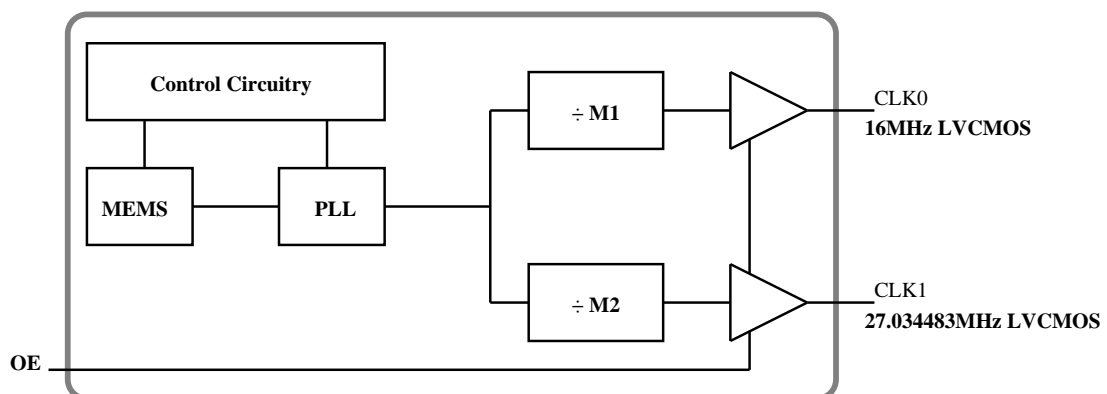 Control Circuitry
MEMS
PLL
÷ M1
÷ M2
CLK0
16MHz LVCMOS
CLK1
27.034483MHz LVCMOS
OE